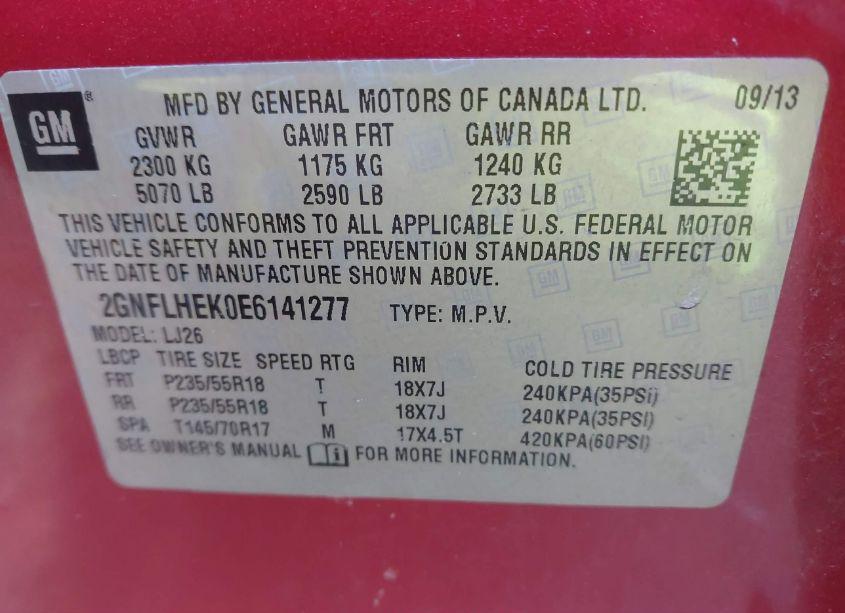 GM ® MFD BY GENERAL MOTORS OF CANADA LTD. 09/13
GVWR GAWR FRT GAWR RR
2300 KG 1175 KG 1240 KG
5070 LB 2590 LB 2733 LB
THIS VEHICLE CONFORMS TO ALL APPLICABLE U.S. FEDERAL MOTOR
VEHICLE SAFETY AND THEFT PREVENTION STANDARDS IN EFFECT ON
THE DATE OF MANUFACTURE SHOWN ABOVE.
2GNFLHEK0E6141277 TYPE: M.P.V.
MODEL: LJ26
LBCP TIRE SIZE SPEED RTG RIM COLD TIRE PRESSURE
FRT P235/55R18 T 18X7J 240KPA(35PSI)
RR P235/55R18 T 18X7J 240KPA(35PSI)
SPA T145/70R17 M 17X4.5T 420KPA(60PSI)
SEE OWNER'S MANUAL FOR MORE INFORMATION.